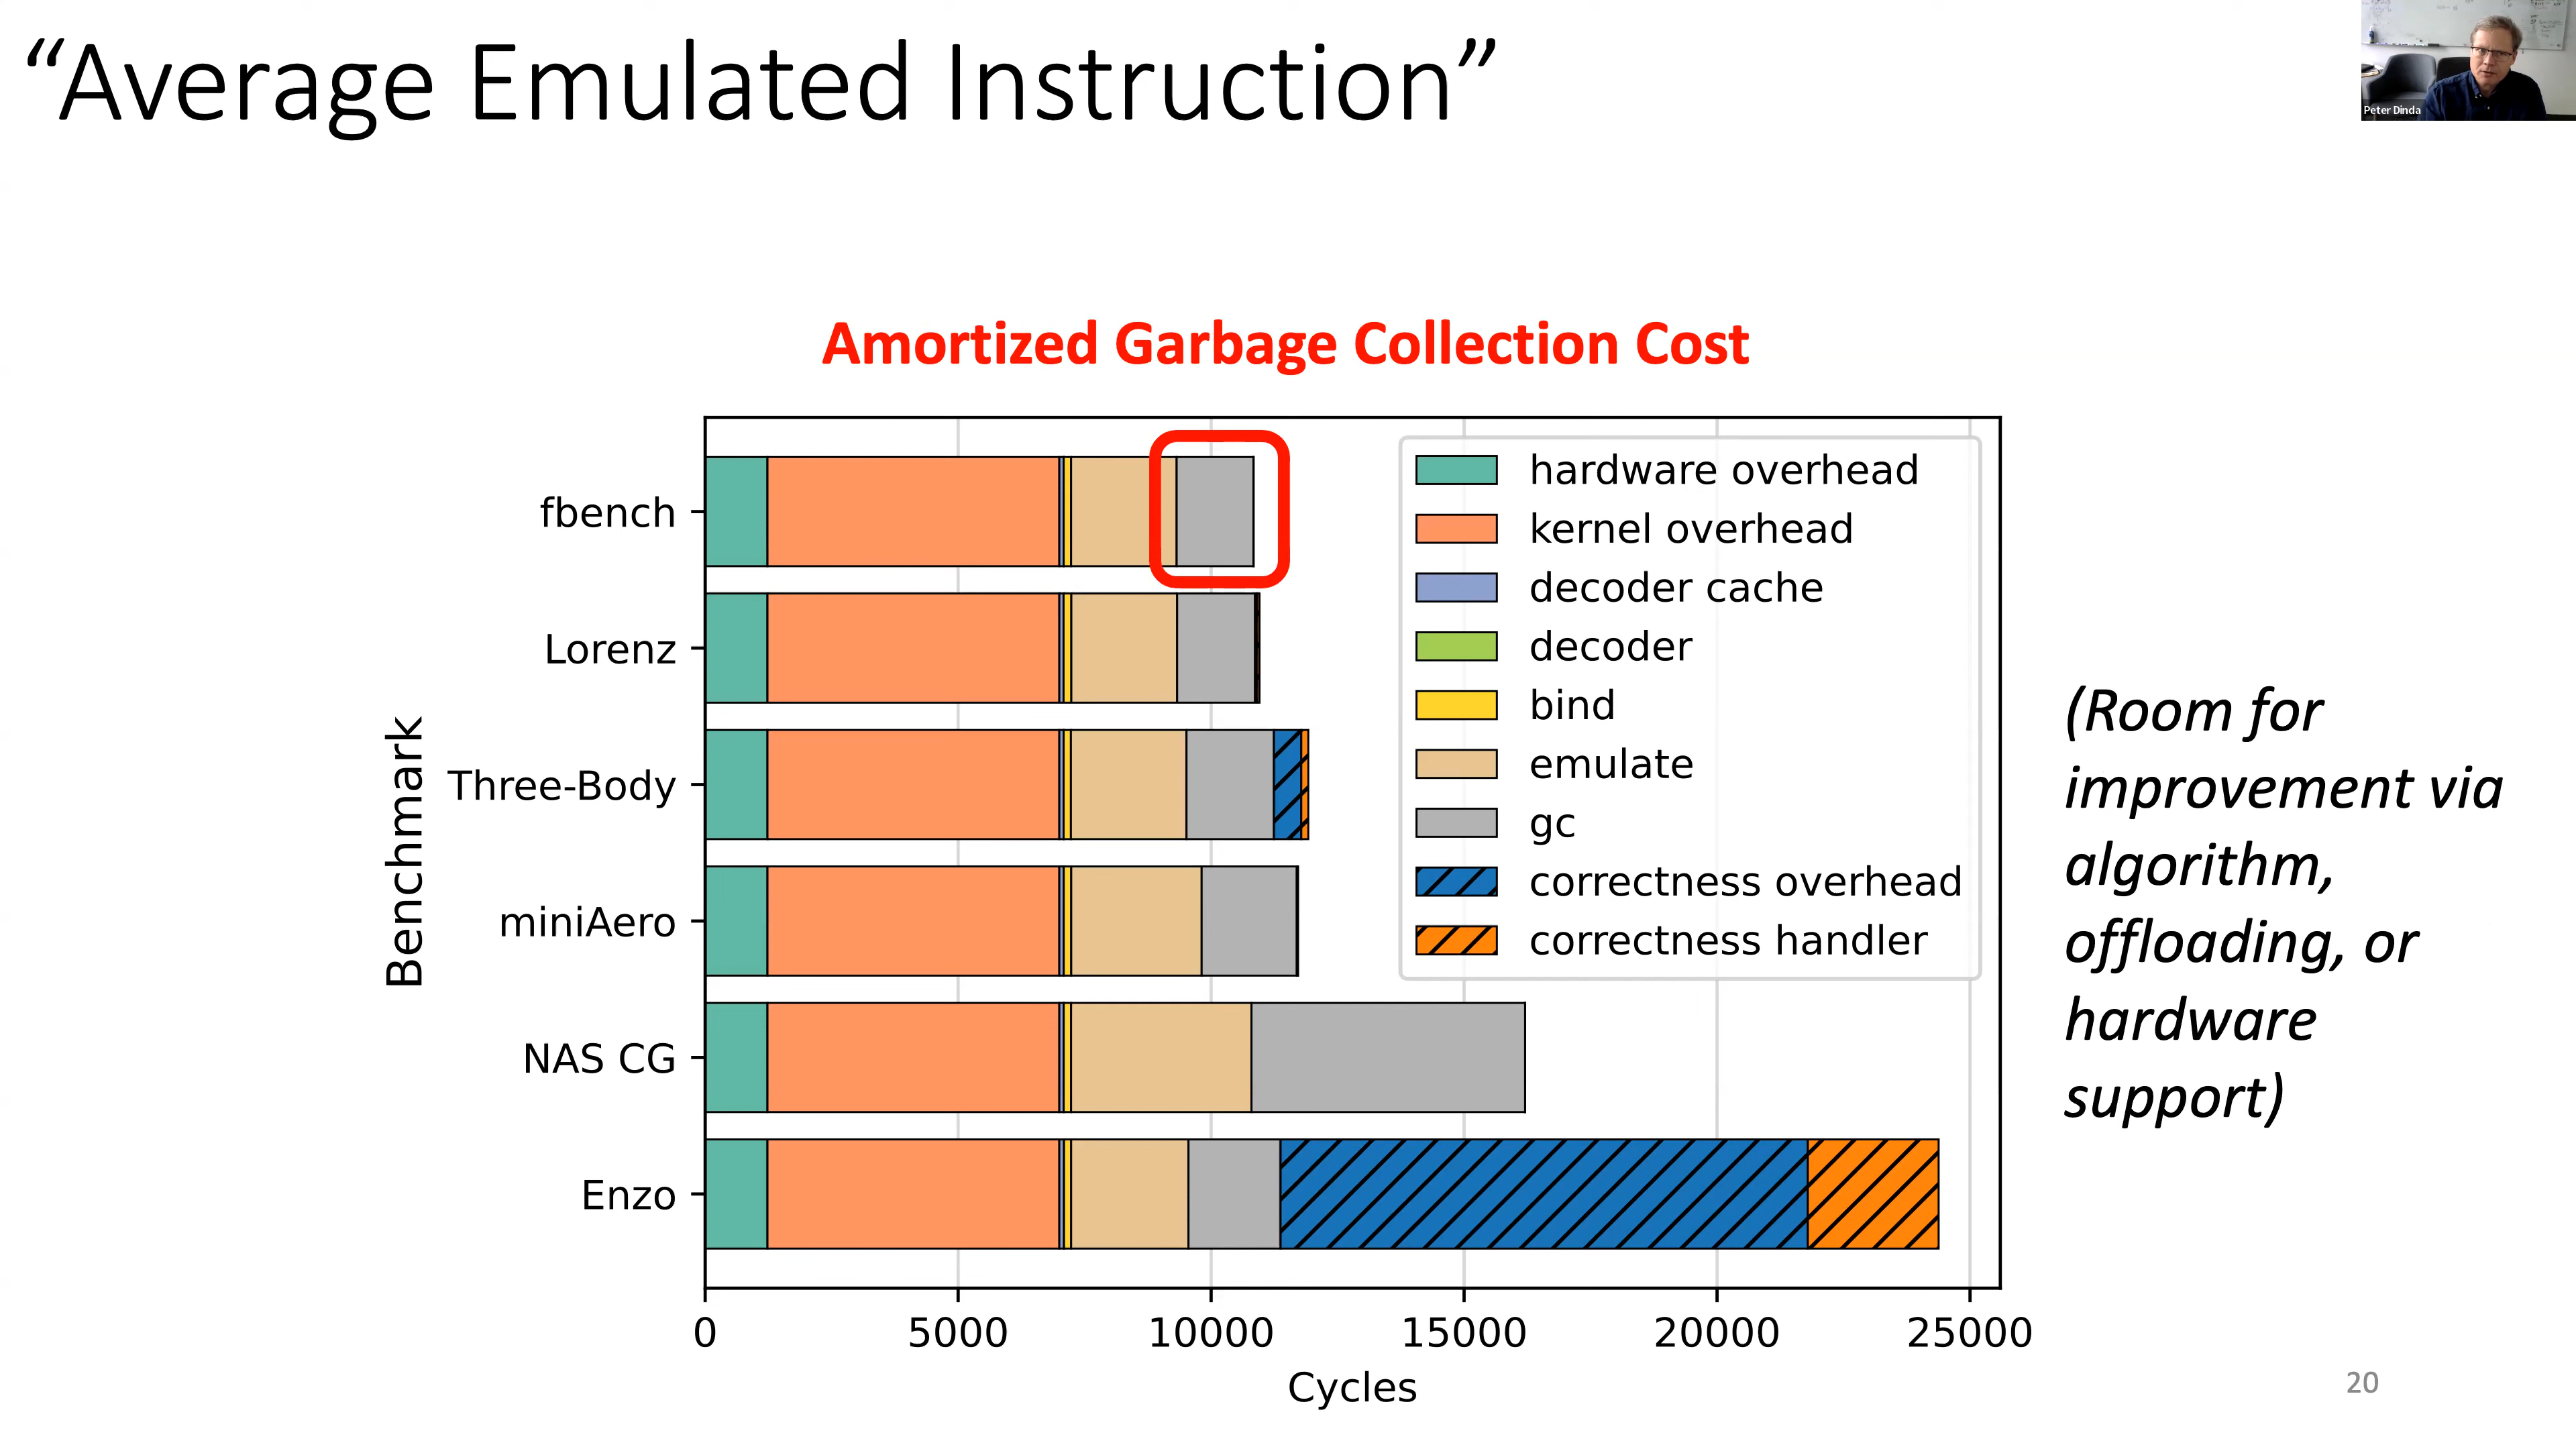 “Average Emulated Instruction”
Peter Dinda
Amortized Garbage Collection Cost
Benchmark
fbench
Lorenz
Three-Body
miniAero
NAS CG
Enzo
hardware overhead
kernel overhead
decoder cache
decoder
bind
emulate
gc
correctness overhead
correctness handler
(Room for
improvement via
algorithm,
offloading, or
hardware
support)
0 5000 10000 15000 20000 25000
Cycles
20